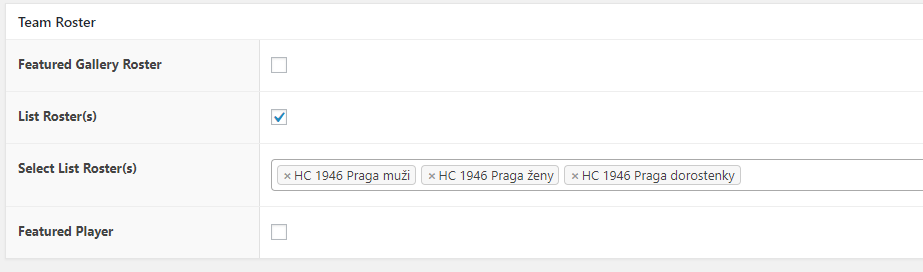 Team Roster
Featured Gallery Roster
List Roster(s)
Select List Roster(s)
× HC 1946 Praga muži × HC 1946 Praga ženy × HC 1946 Praga dorostenky
Featured Player